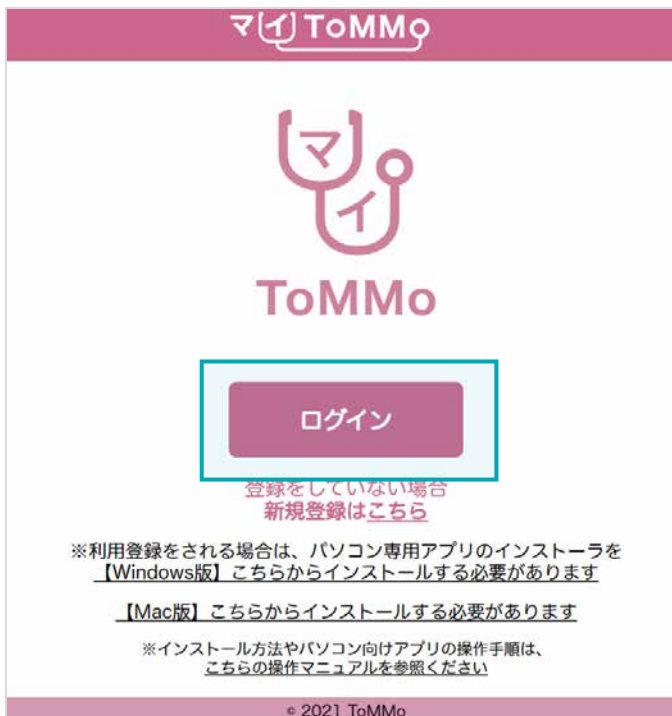 マイ ToMMo
マイ
ToMMo
ログイン
登録をしていない場合
新規登録はこちら
※利用登録をされる場合は、パソコン専用アプリのインストーラを
【Windows版】こちらからインストールする必要があります
【Mac版】こちらからインストールする必要があります
※インストール方法やパソコン向けアプリの操作手順は、
こちらの操作マニュアルを参照ください
© 2021 ToMMo